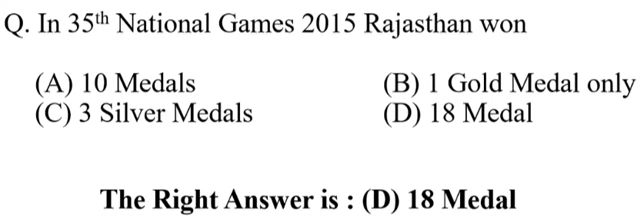 Q. In 35th National Games 2015 Rajasthan won
(A) 10 Medals (B) 1 Gold Medal only
(C) 3 Silver Medals (D) 18 Medal
The Right Answer is : (D) 18 Medal